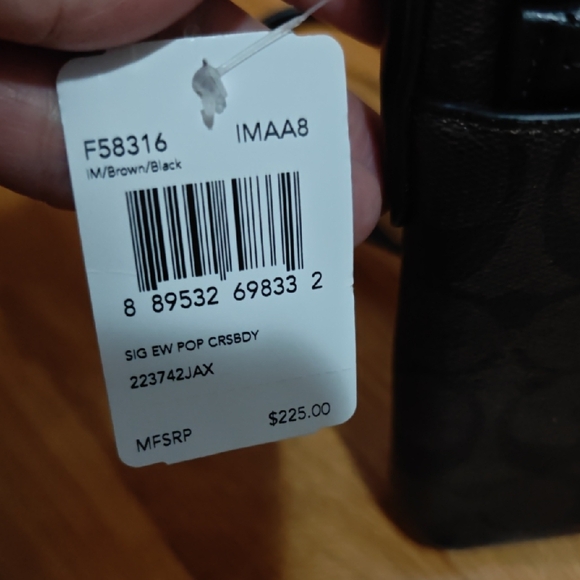 F58316 IMAA8
IM/Brown/Black
8 89532 69833 2
SIG EW POP CRSBDY
223742JAX
MFSRP $225.00